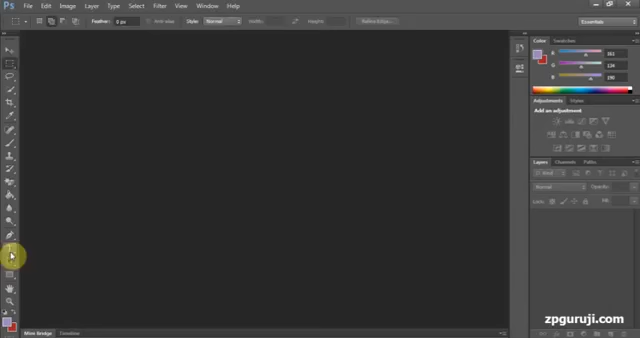 Ps File Edit Image Layer Type Select Filter View Window Help
Feather: 0 px Anti-alias Style: Normal Width: Height: Refine Edge... Essentials
Color Swatches
R 161
G 134
B 190
Adjustments Styles
Add an adjustment
Layers Channels Paths
Kind
Normal Opacity:
Lock: Fill:
zpguruji.com
Mini Bridge Timeline